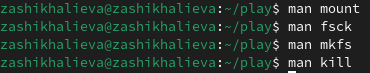 zashikhalieva@zashikhalieva:~/play$ man mount
zashikhalieva@zashikhalieva:~/play$ man fsck
zashikhalieva@zashikhalieva:~/play$ man mkfs
zashikhalieva@zashikhalieva:~/play$ man kill